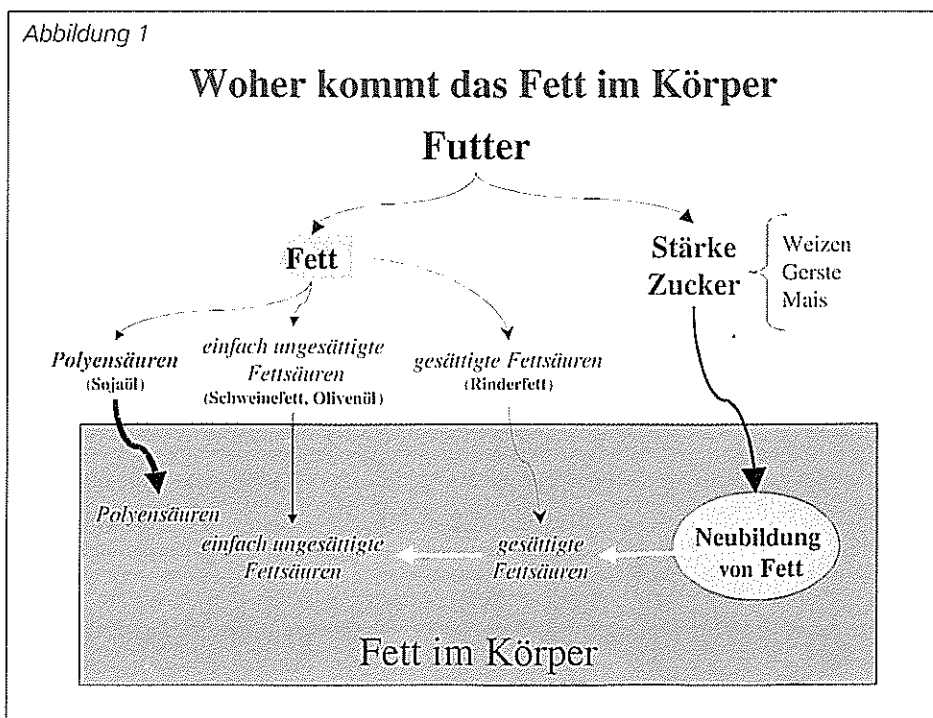 Abbildung 1
Woher kommt das Fett im Körper
Futter
Fett
Stärke
Zucker
Weizen
Gerste
Mais
Polyensäuren
(Sojaöl)
einfach ungesättigte
Fettsäuren
(Schweinefett, Olivenöl)
gesättigte Fettsäuren
(Rinderfett)
Polyensäuren
einfach ungesättigte
Fettsäuren
gesättigte
Fettsäuren
Neubildung
von Fett
Fett im Körper